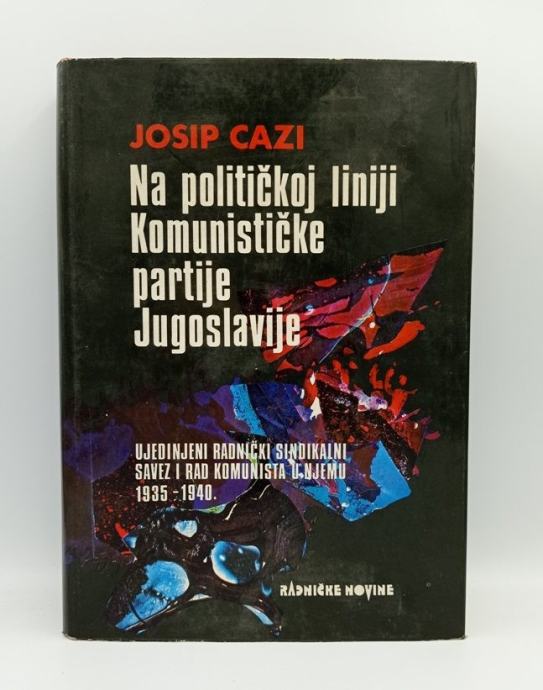 JOSIP CAZI
Na političkoj liniji
Komunističke
partije
Jugoslavije
UJEDINJENI RADNIČKI SINDIKALNI
SAVEZ I RAD KOMUNISTA U NJEMU
1935-1940.
RADNIČKE NOVINE